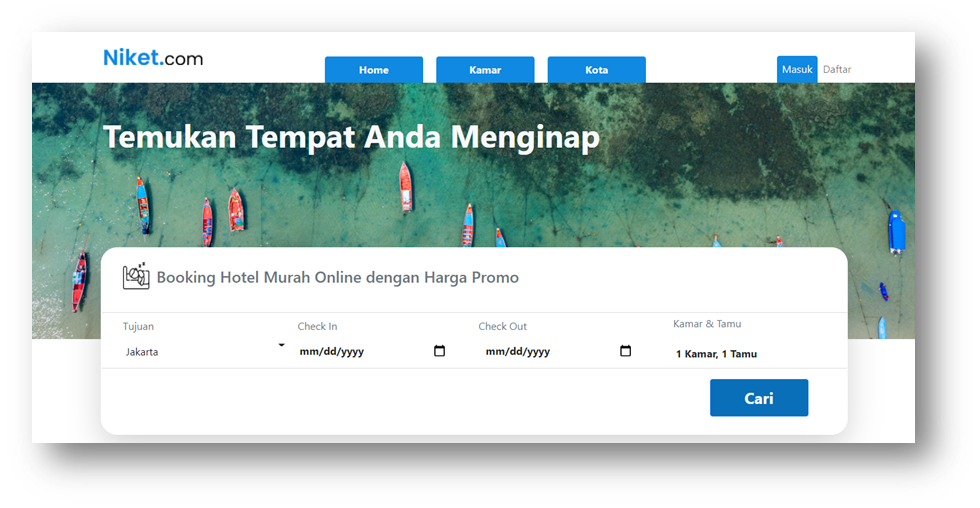 Niket.com
Home Kamar Kota
Masuk Daftar
Temukan Tempat Anda Menginap
Booking Hotel Murah Online dengan Harga Promo
Tujuan Check In Check Out Kamar & Tamu
Jakarta mm/dd/yyyy mm/dd/yyyy 1 Kamar, 1 Tamu
Cari